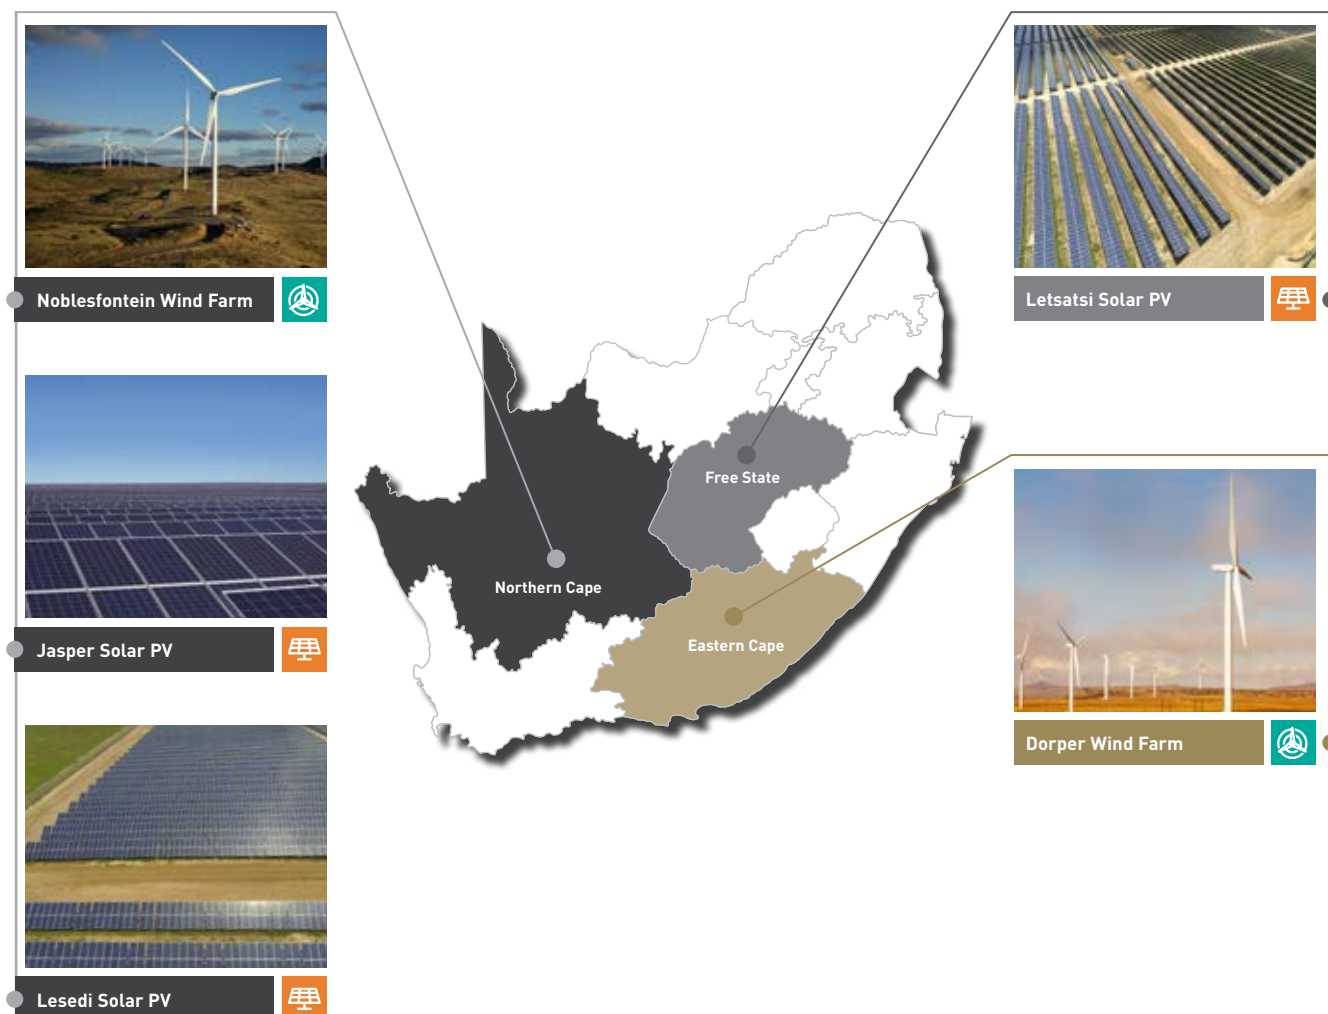 Noblesfontein Wind Farm
Jasper Solar PV
Lesedi Solar PV
Northern Cape
Free State
Eastern Cape
Letsatsi Solar PV
Dorper Wind Farm